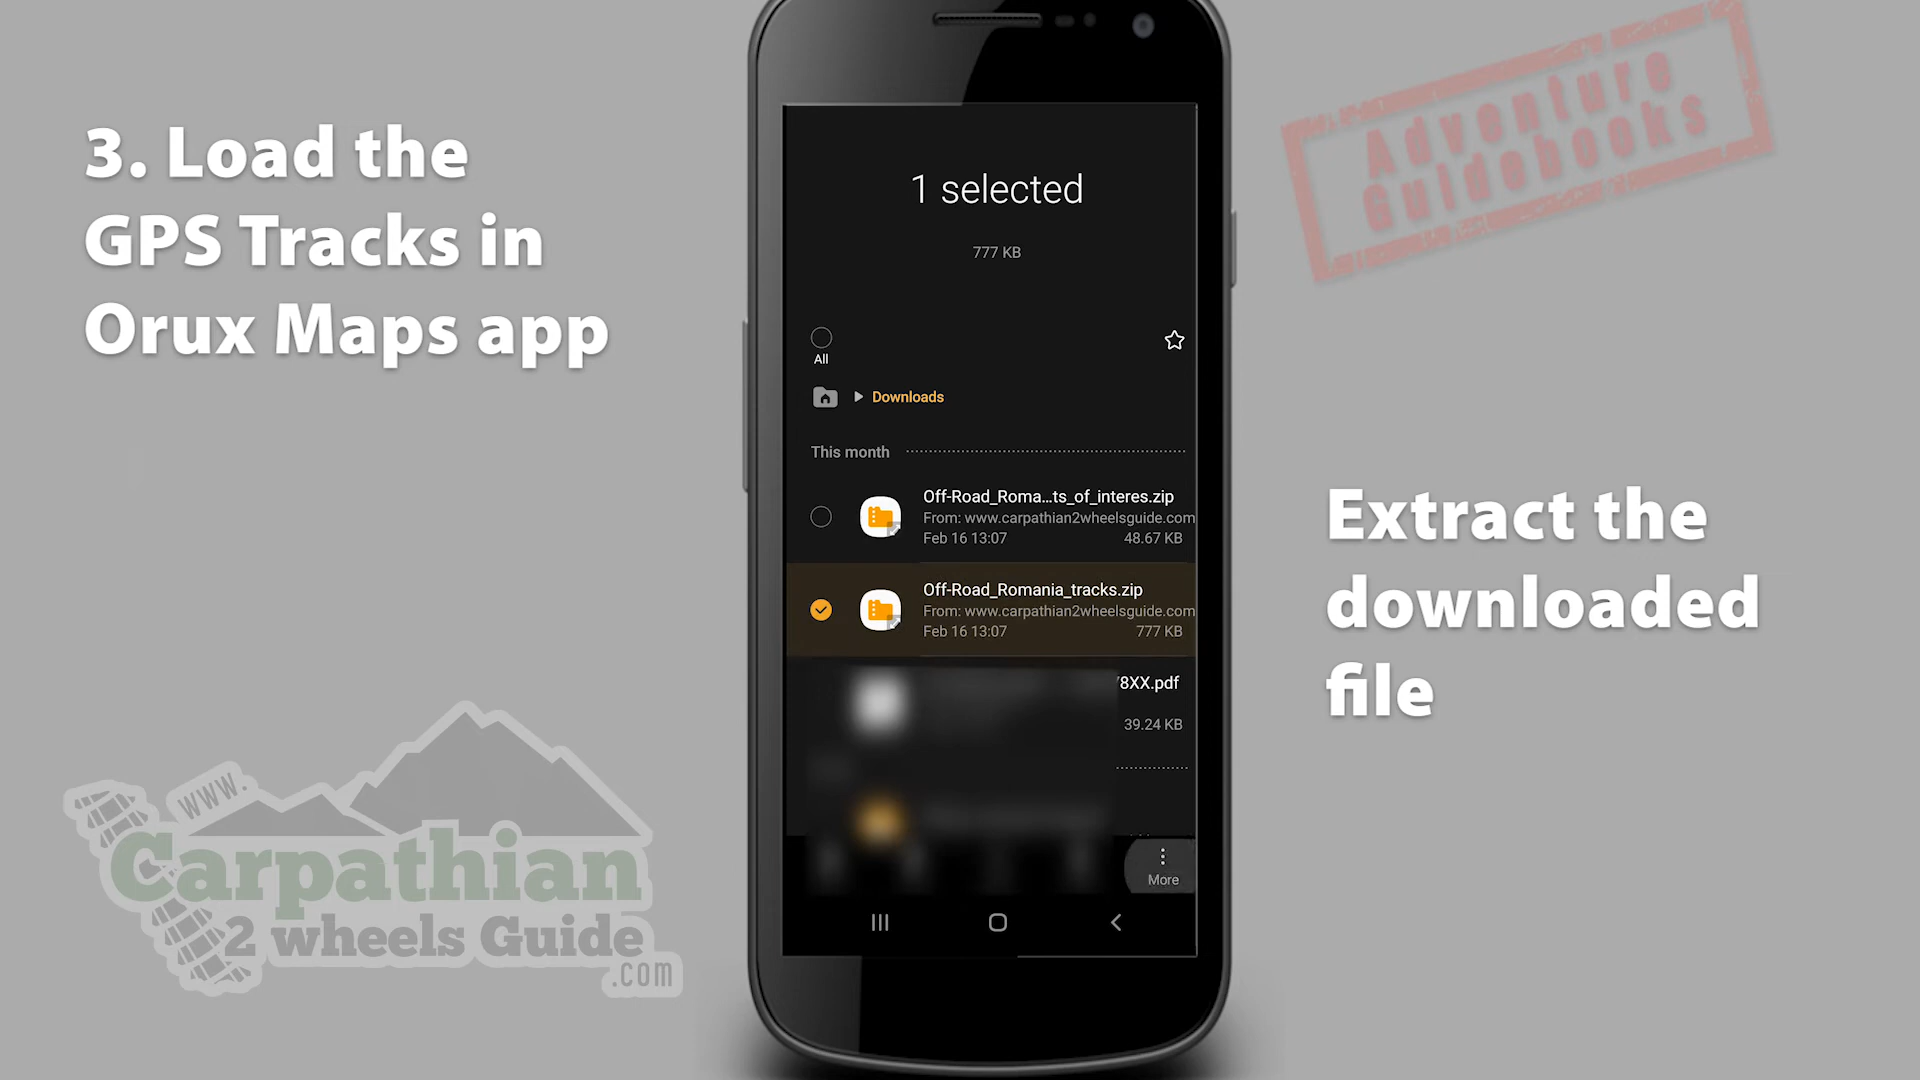 3. Load the
GPS Tracks in
Orux Maps app
Adventure
Guidebooks
1 selected
777 KB
All
Downloads
This month
Off-Road_Roma...ts_of_interes.zip
From: www.carpathian2wheelsguide.com
Feb 16 13:07 48.67 KB
Off-Road_Romania_tracks.zip
From: www.carpathian2wheelsguide.com
Feb 16 13:07 777 KB
8XX.pdf
39.24 KB
More
Extract the
downloaded
file
www.
Carpathian
2 wheels Guide
.com